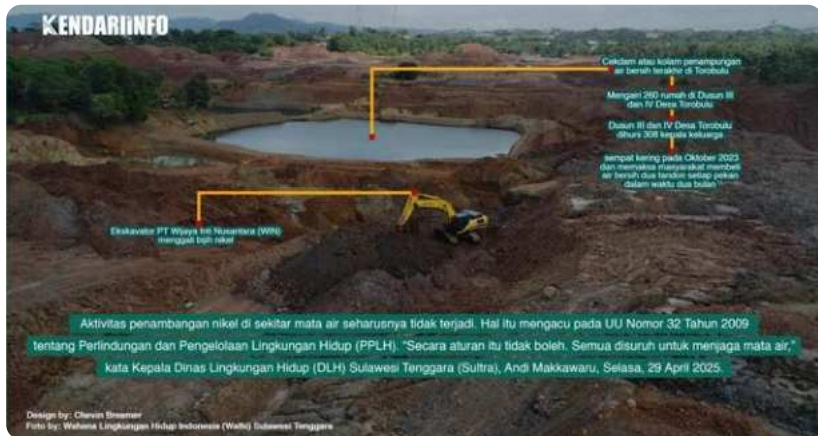 KENDARIINFO
Cekdam atau kolam penampungan
air bersih terakhir di Torobulu
Mengairi 260 rumah di Dusun III
dan IV Desa Torobulu
Dusun III dan IV Desa Torobulu
dihuni 308 kepala keluarga
sempat kering pada Oktober 2023
dan memaksa masyarakat membeli
air bersih dua tandon setiap pekan
dalam waktu dua bulan
Ekskavator PT Wijaya Inti Nusantara (WIN)
menggali bijih nikel
Aktivitas penambangan nikel di sekitar mata air seharusnya tidak terjadi. Hal itu mengacu pada UU Nomor 32 Tahun 2009
tentang Perlindungan dan Pengelolaan Lingkungan Hidup (PPLH). "Secara aturan itu tidak boleh. Semua disuruh untuk menjaga mata air,"
kata Kepala Dinas Lingkungan Hidup (DLH) Sulawesi Tenggara (Sultra), Andi Makkawaru, Selasa, 29 April 2025.
Design by: Chevin Breemer
Foto by: Wahana Lingkungan Hidup Indonesia (Walhi) Sulawesi Tenggara